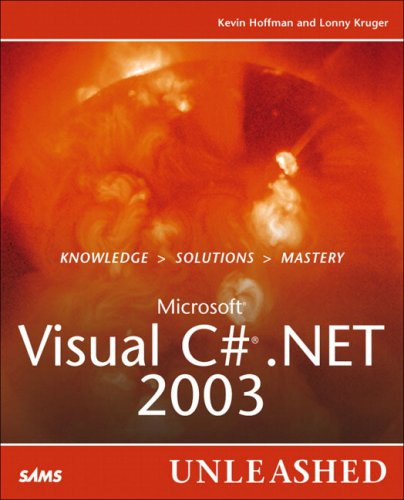 Kevin Hoffman and Lonny Kruger
KNOWLEDGE > SOLUTIONS > MASTERY
Microsoft®
Visual C#® .NET
2003
SAMS
UNLEASHED